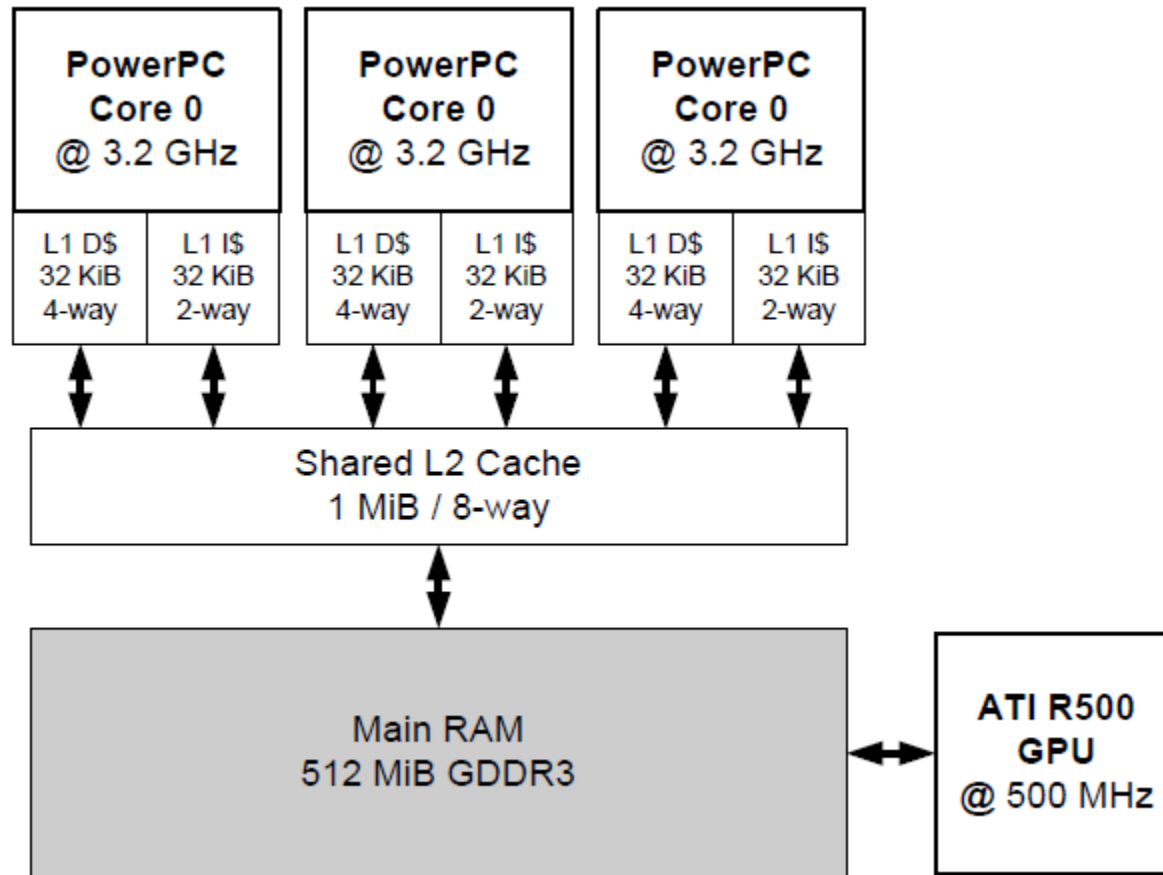 PowerPC
Core 0
@ 3.2 GHz
PowerPC
Core 0
@ 3.2 GHz
PowerPC
Core 0
@ 3.2 GHz
L1 D$
32 KiB
4-way
L1 I$
32 KiB
2-way
L1 D$
32 KiB
4-way
L1 I$
32 KiB
2-way
L1 D$
32 KiB
4-way
L1 I$
32 KiB
2-way
Shared L2 Cache
1 MiB / 8-way
Main RAM
512 MiB GDDR3
ATI R500
GPU
@ 500 MHz